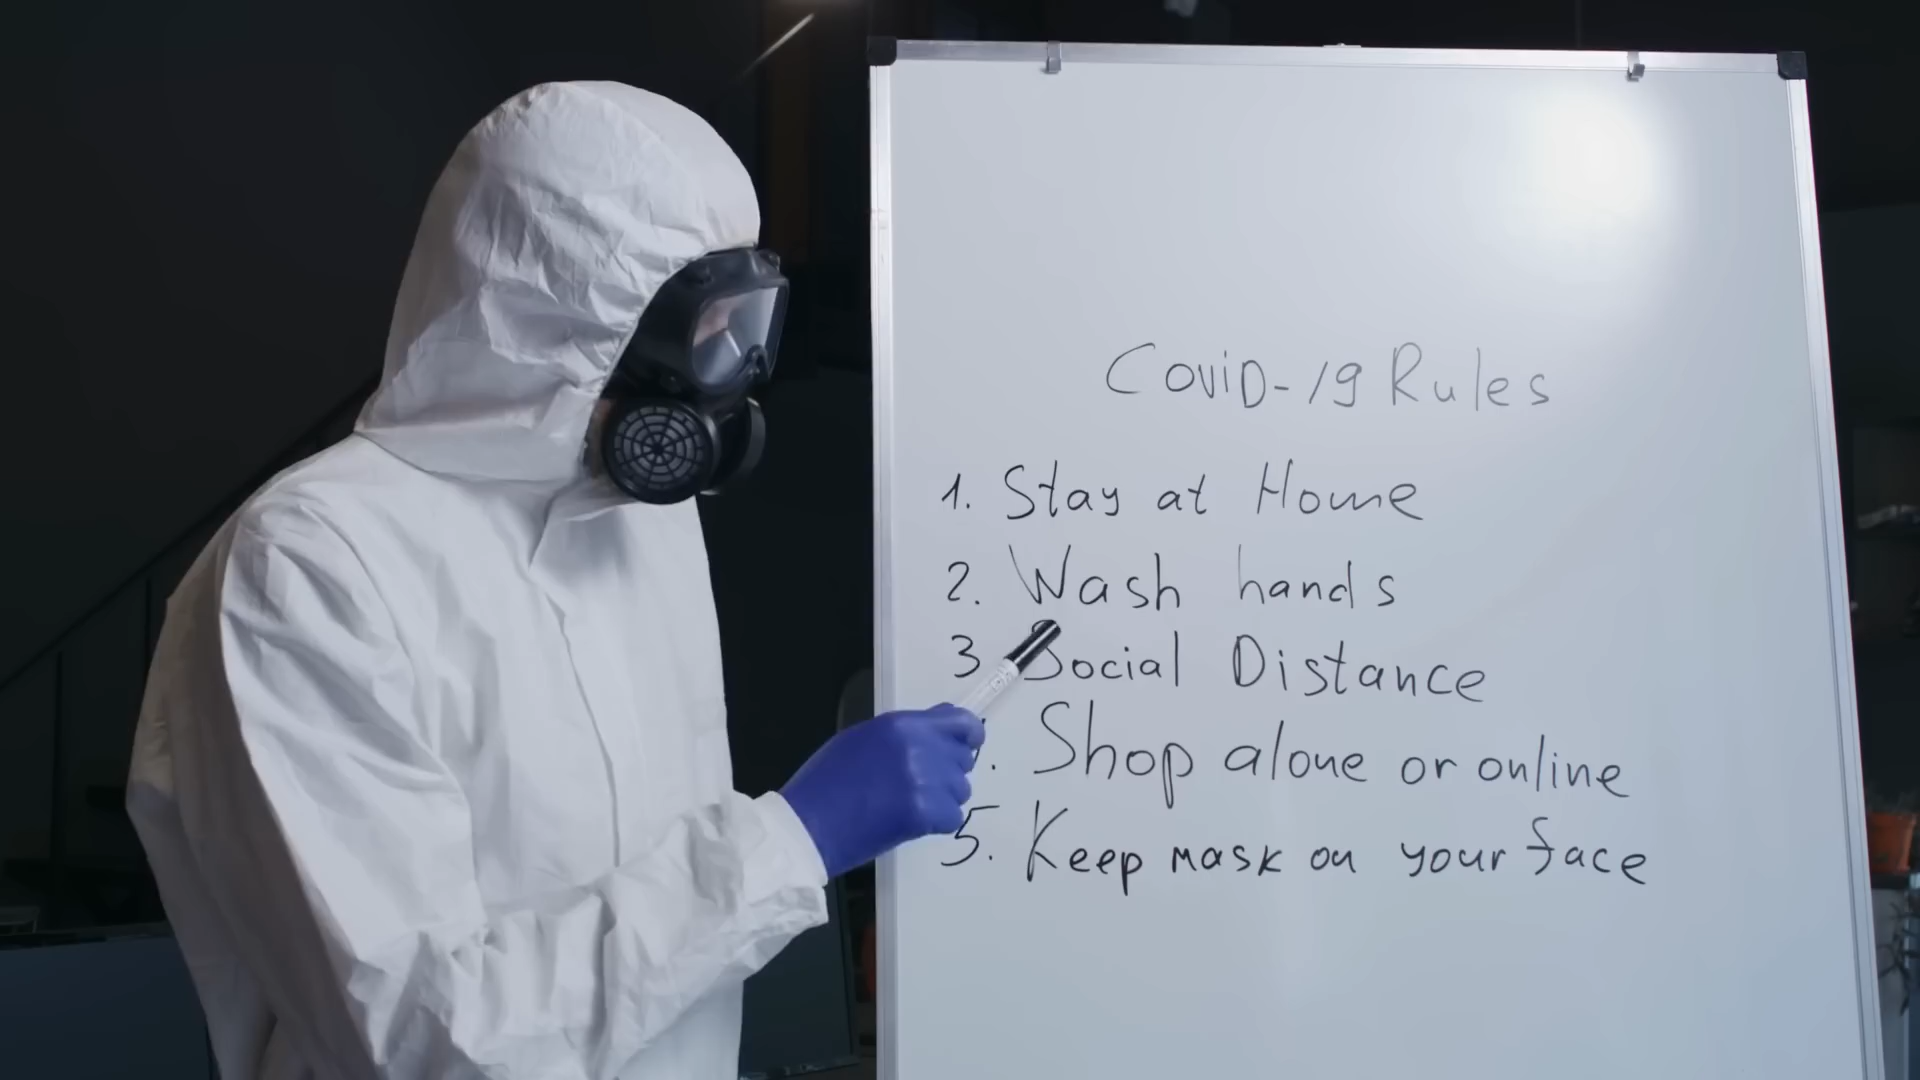 CoviD-19 Rules
1. Stay at Home
2. Wash hands
3 Social Distance
. Shop alone or online
5. Keep mask on your face